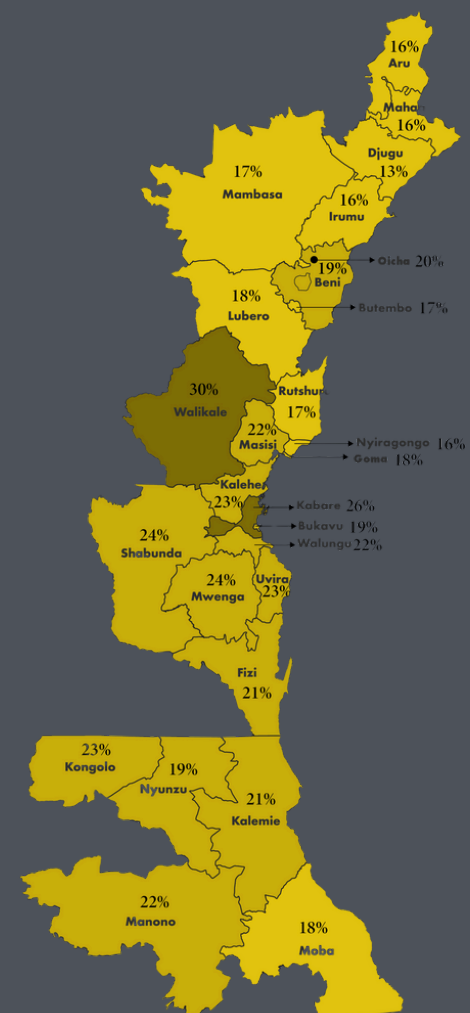 16%
Aru
Mahar
16%
Djugu
13%
17%
Mambasa
16%
Irumu
Oicha 20%
19%
Beni
18%
Lubero
Butembo 17%
30%
Walikale
Rutshur
17%
22%
Masisi
Nyiragongo 16%
Goma 18%
Kalehe
23%
Kabare 26%
Bukavu 19%
Walungu 22%
24%
Shabunda
24%
Mwenga
Uvira
23%
Fizi
21%
23%
Kongolo
19%
Nyunzu
21%
Kalemie
22%
Manono
18%
Moba